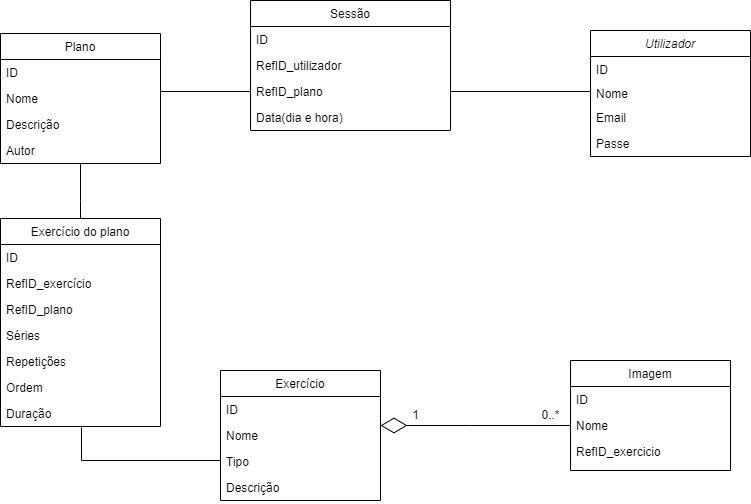 Plano
ID
Nome
Descrição
Autor
Sessão
ID
RefID_utilizador
RefID_plano
Data(dia e hora)
Utilizador
ID
Nome
Email
Passe
Exercício do plano
ID
RefID_exercício
RefID_plano
Séries
Repetições
Ordem
Duração
Exercício
ID
Nome
Tipo
Descrição
1
0..*
Imagem
ID
Nome
RefID_exercicio